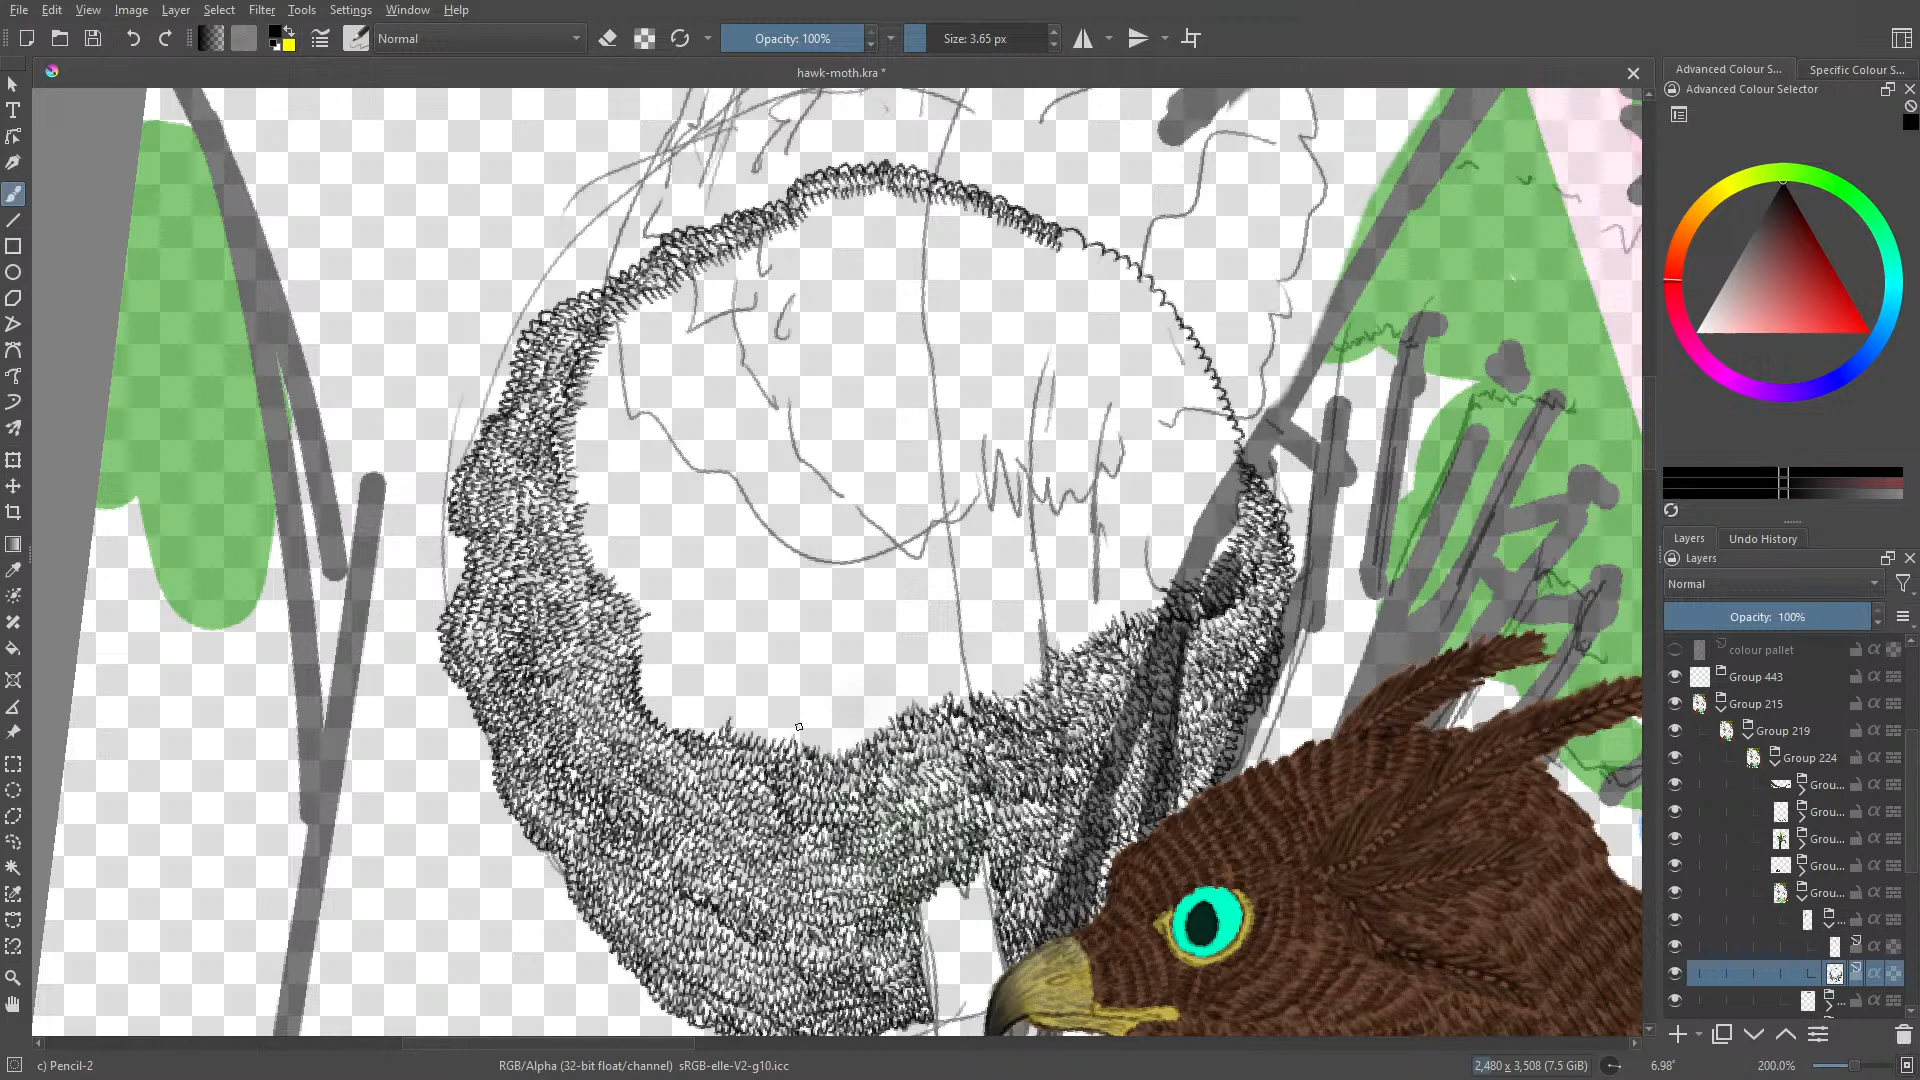 File Edit View Image Layer Select Filter Tools Settings Window Help
Normal Opacity: 100% Size: 3.65 px
hawk-moth.kra *
Advanced Colour S... Specific Colour S...
Advanced Colour Selector
Layers Undo History
Layers
Normal
Opacity: 100%
colour pallet
Group 443
Group 215
Group 219
Group 224
Grou...
Grou...
Grou...
Grou...
Grou...
...
...
c) Pencil-2 RGB/Alpha (32-bit float/channel) sRGB-elle-V2-g10.icc 2,480 x 3,508 (7.5 GiB) 6.98° 200.0%